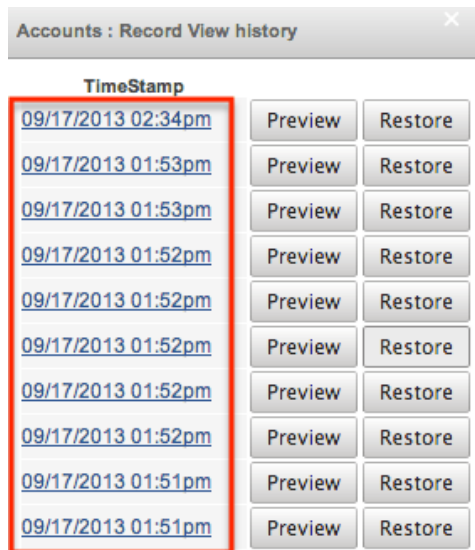 Accounts : Record View history
TimeStamp
09/17/2013 02:34pm Preview Restore
09/17/2013 01:53pm Preview Restore
09/17/2013 01:53pm Preview Restore
09/17/2013 01:52pm Preview Restore
09/17/2013 01:52pm Preview Restore
09/17/2013 01:52pm Preview Restore
09/17/2013 01:52pm Preview Restore
09/17/2013 01:52pm Preview Restore
09/17/2013 01:51pm Preview Restore
09/17/2013 01:51pm Preview Restore